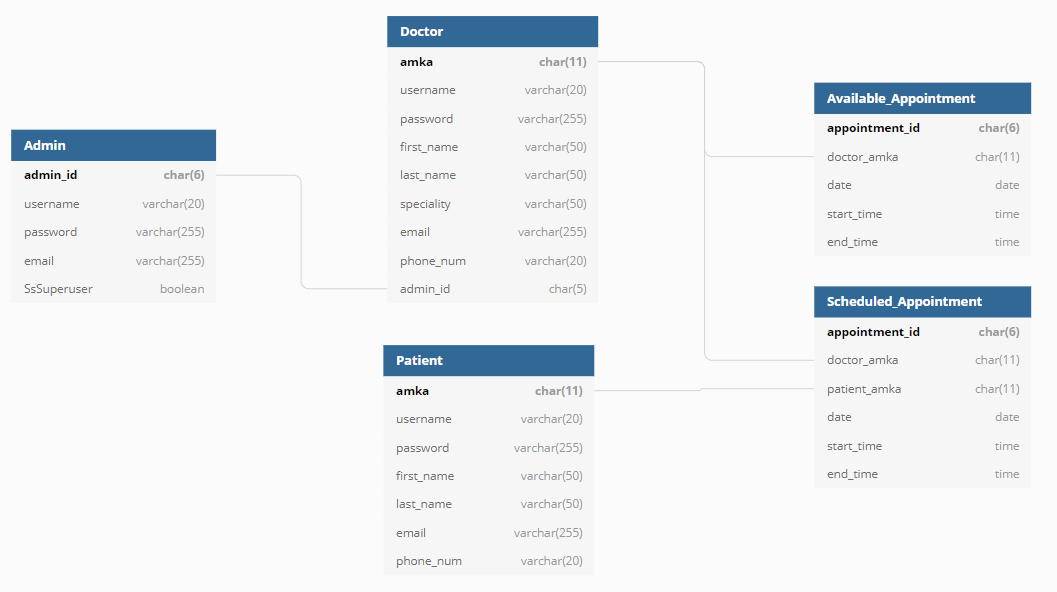 Admin
admin_id char(6)
username varchar(20)
password varchar(255)
email varchar(255)
SsSuperuser boolean
Doctor
amka char(11)
username varchar(20)
password varchar(255)
first_name varchar(50)
last_name varchar(50)
speciality varchar(50)
email varchar(255)
phone_num varchar(20)
admin_id char(5)
Patient
amka char(11)
username varchar(20)
password varchar(255)
first_name varchar(50)
last_name varchar(50)
email varchar(255)
phone_num varchar(20)
Available_Appointment
appointment_id char(6)
doctor_amka char(11)
date date
start_time time
end_time time
Scheduled_Appointment
appointment_id char(6)
doctor_amka char(11)
patient_amka char(11)
date date
start_time time
end_time time